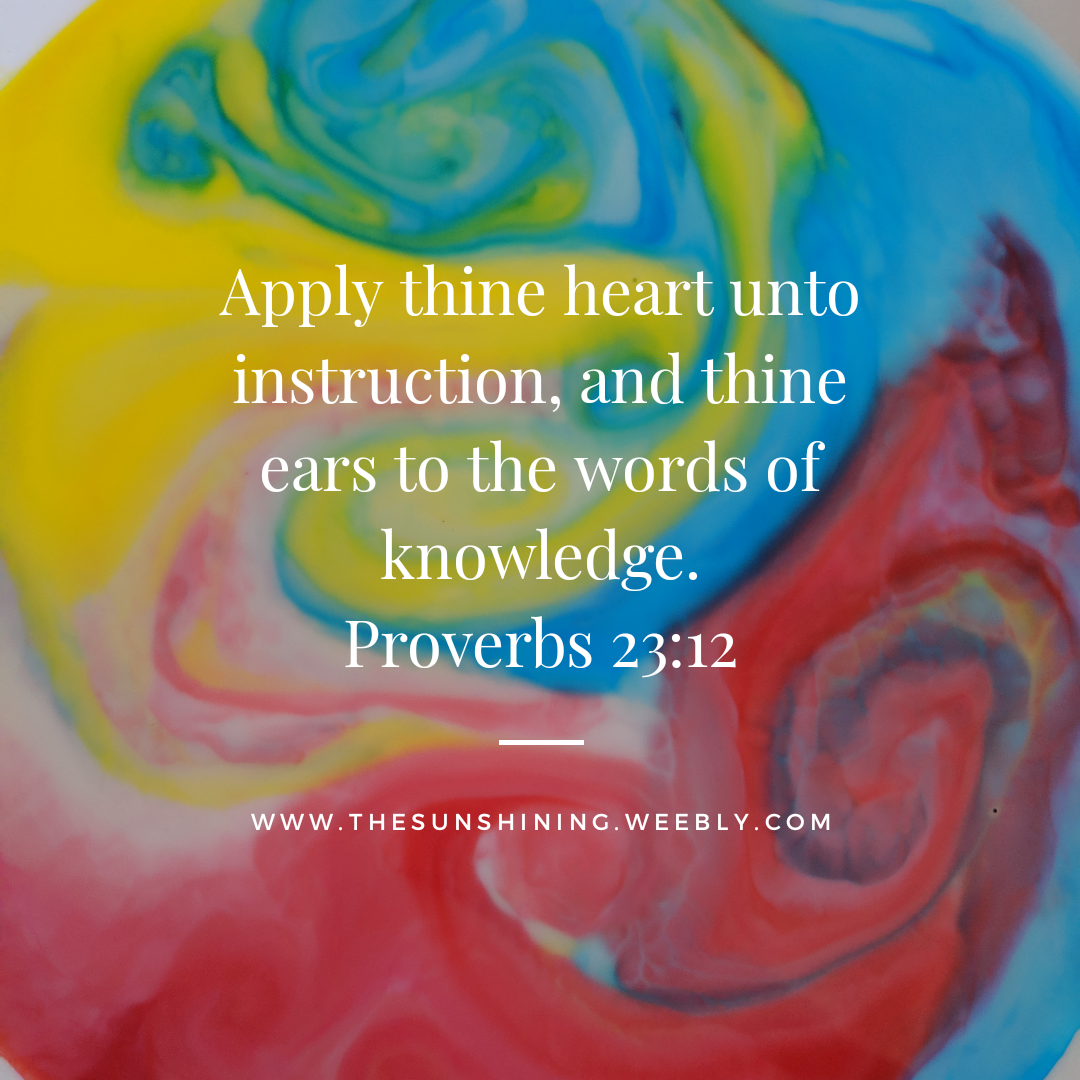 Apply thine heart unto
instruction, and thine
ears to the words of
knowledge.
Proverbs 23:12
WWW.THESUNSHINING.WEEBLY.COM